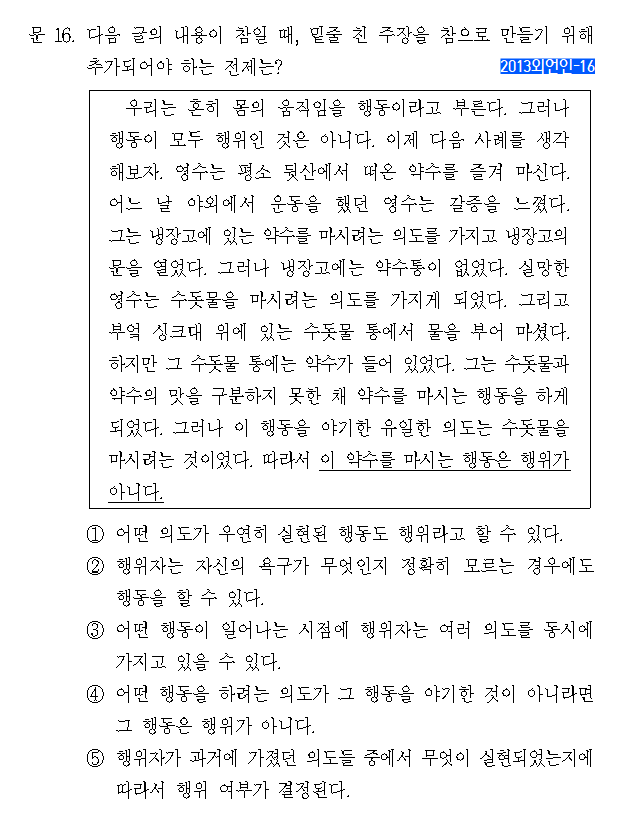 문 16. 다음 글의 내용이 참일 때, 밑줄 친 주장을 참으로 만들기 위해
추가되어야 하는 전제는?
2013외언인-16
우리는 흔히 몸의 움직임을 행동이라고 부른다. 그러나
행동이 모두 행위인 것은 아니다. 이제 다음 사례를 생각
해보자. 영수는 평소 뒷산에서 떠온 약수를 즐겨 마신다.
어느 날 야외에서 운동을 했던 영수는 갈증을 느꼈다.
그는 냉장고에 있는 약수를 마시려는 의도를 가지고 냉장고의
문을 열었다. 그러나 냉장고에는 약수통이 없었다. 실망한
영수는 수돗물을 마시려는 의도를 가지게 되었다. 그리고
부엌 싱크대 위에 있는 수돗물 통에서 물을 부어 마셨다.
하지만 그 수돗물 통에는 약수가 들어 있었다. 그는 수돗물과
약수의 맛을 구분하지 못한 채 약수를 마시는 행동을 하게
되었다. 그러나 이 행동을 야기한 유일한 의도는 수돗물을
마시려는 것이었다. 따라서 이 약수를 마시는 행동은 행위가
아니다.
① 어떤 의도가 우연히 실현된 행동도 행위라고 할 수 있다.
② 행위자는 자신의 욕구가 무엇인지 정확히 모르는 경우에도
행동을 할 수 있다.
③ 어떤 행동이 일어나는 시점에 행위자는 여러 의도를 동시에
가지고 있을 수 있다.
④ 어떤 행동을 하려는 의도가 그 행동을 야기한 것이 아니라면
그 행동은 행위가 아니다.
⑤ 행위자가 과거에 가졌던 의도들 중에서 무엇이 실현되었는지에
따라서 행위 여부가 결정된다.